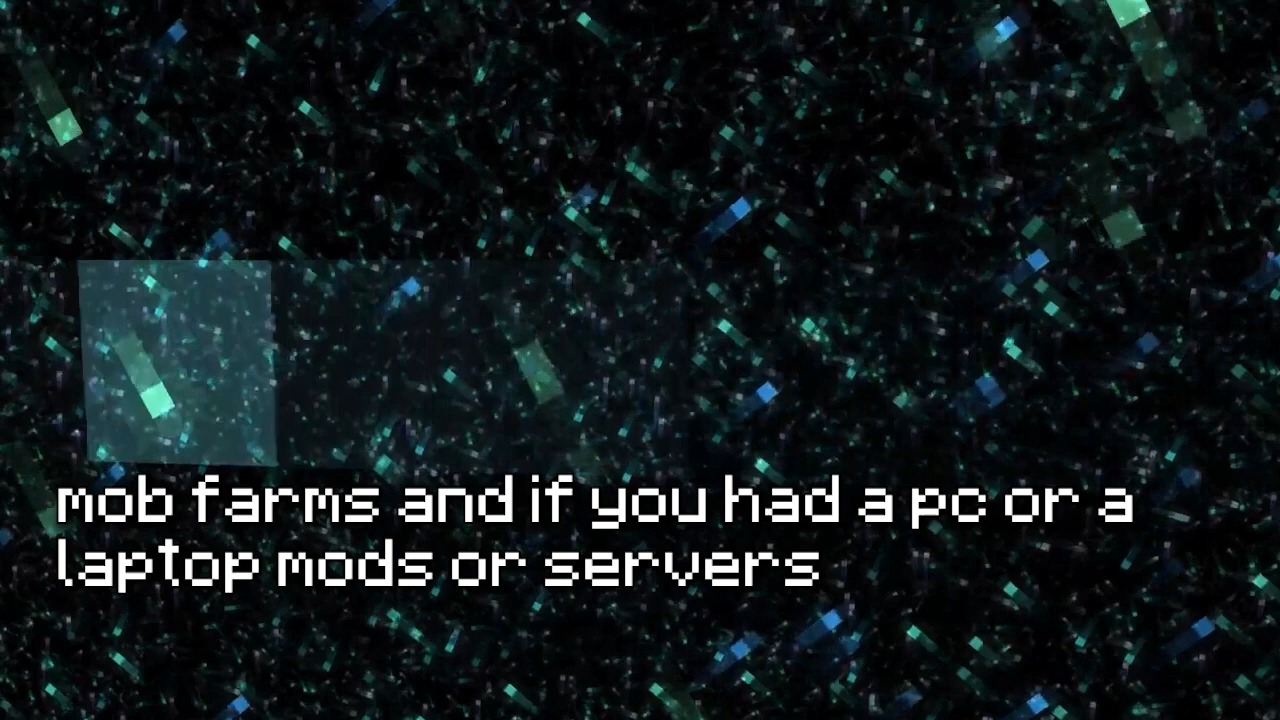 mob farms and if you had a pc or a
laptop mods or servers